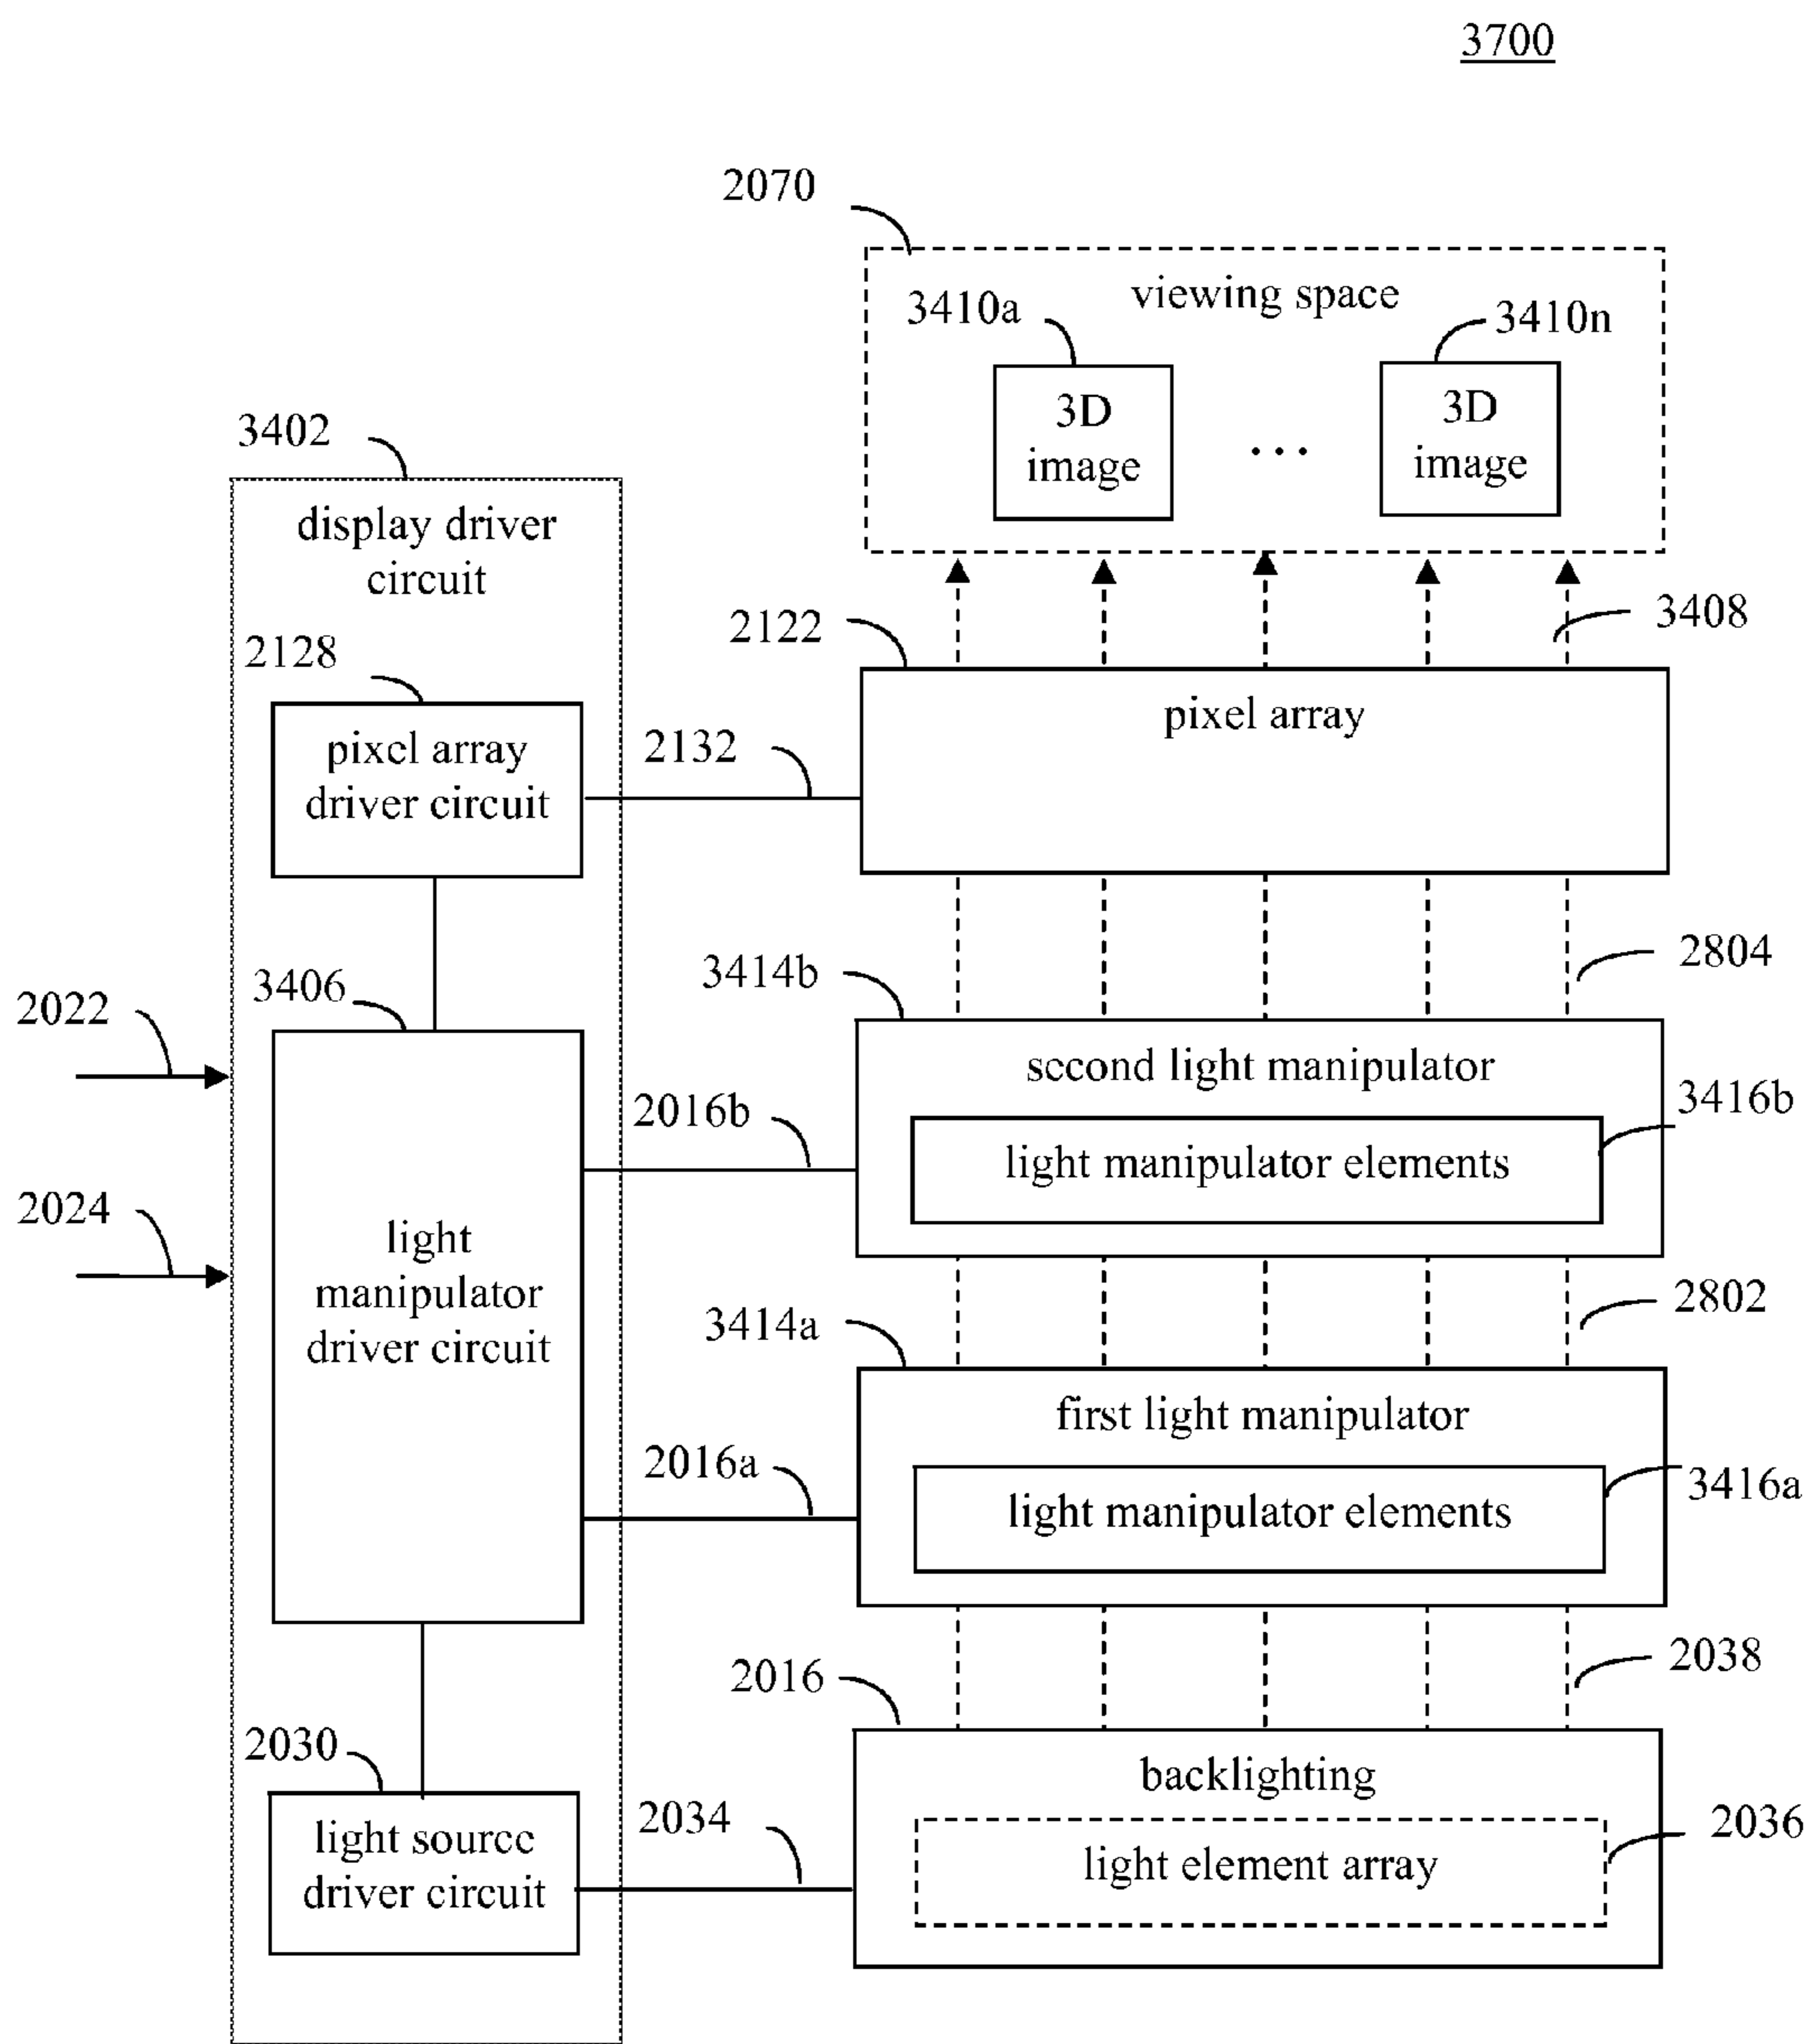 3700
2070
viewing space
3410a
3410n
3D
image
...
3D
image
3402
display driver
circuit
3408
2122
pixel array
2128
pixel array
driver circuit
2132
2804
3414b
3406
2022
second light manipulator
3416b
2016b
light manipulator elements
2024
light
manipulator
driver circuit
2802
3414a
first light manipulator
2016a
3416a
light manipulator elements
2038
2016
2030
backlighting
2034
2036
light source
driver circuit
light element array